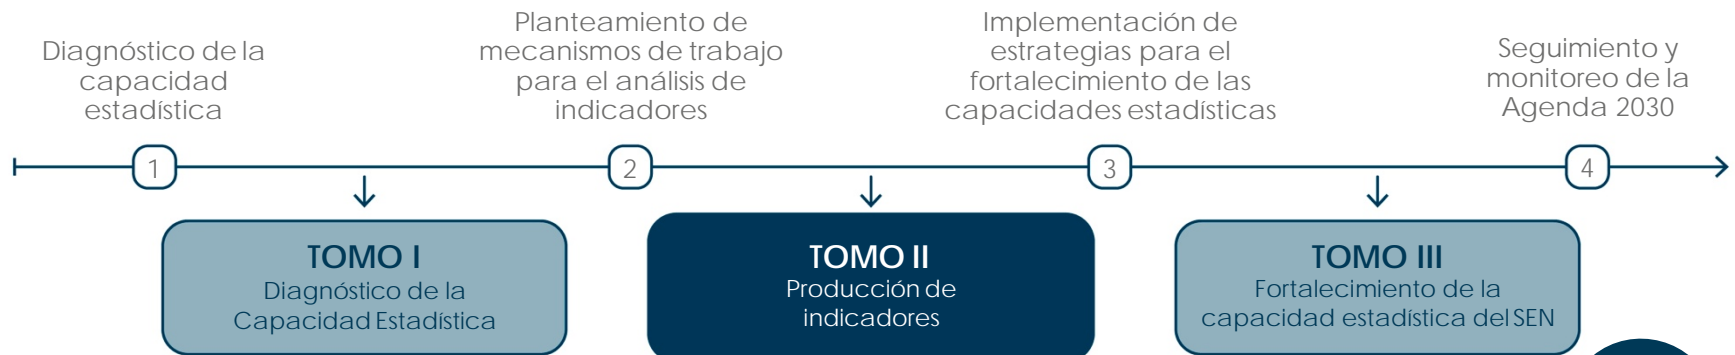 Diagnóstico de la
capacidad
estadística
Planteamiento de
mecanismos de trabajo
para el análisis de
indicadores
Implementación de
estrategias para el
fortalecimiento de las
capacidades estadísticas
Seguimiento y
monitoreo de la
Agenda 2030
1
2
3
4
TOMO I
Diagnóstico de la
Capacidad Estadística
TOMO II
Producción de
indicadores
TOMO III
Fortalecimiento de la
capacidad estadística del SEN